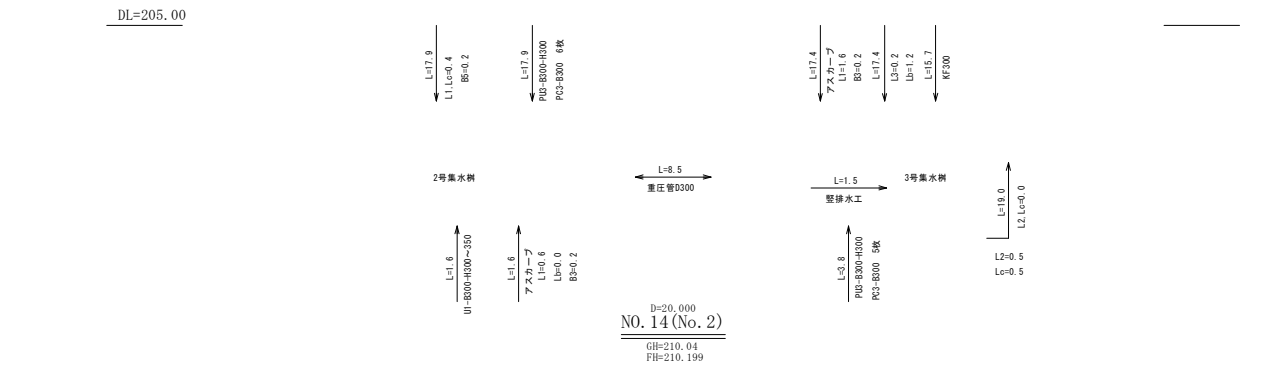 DL=205.00
L=17.9
L1,Lc=0.4
B5=0.2
L=17.9
PU3-B300-H300
PC3-B300 6枚
L=17.4
アスカーブ
L1=1.6
B3=0.2
L=17.4
L3=0.2
Lb=1.2
L=15.7
KF300
2号集水桝
L=8.5
重圧管D300
L=1.5
竪排水工
3号集水桝
L=19.0
L2,Lc=0.0
L2=0.5
Lc=0.5
L=1.6
U1-B300-H300～350
L=1.6
アスカーブ
L1=0.6
Lb=0.0
B3=0.2
L=3.8
PU3-B300-H300
PC3-B300 5枚
D=20.000
NO.14(No.2)
GH=210.04
FH=210.199